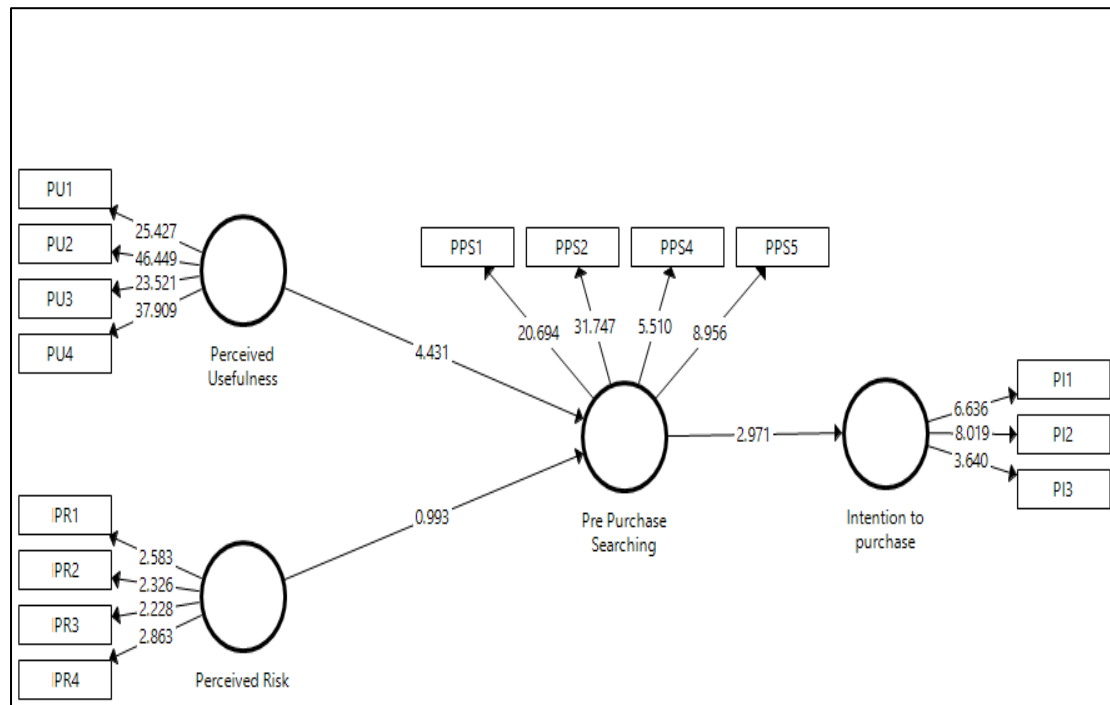 PU1
PU2
PU3
PU4
25.427
46.449
23.521
37.909
Perceived
Usefulness
4.431
PPS1
PPS2
PPS4
PPS5
20.694
31.747
5.510
8.956
Pre Purchase
Searching
2.971
PI1
PI2
PI3
6.636
8.019
3.640
Intention to
purchase
IPR1
IPR2
IPR3
IPR4
2.583
2.326
2.228
2.863
Perceived Risk
0.993